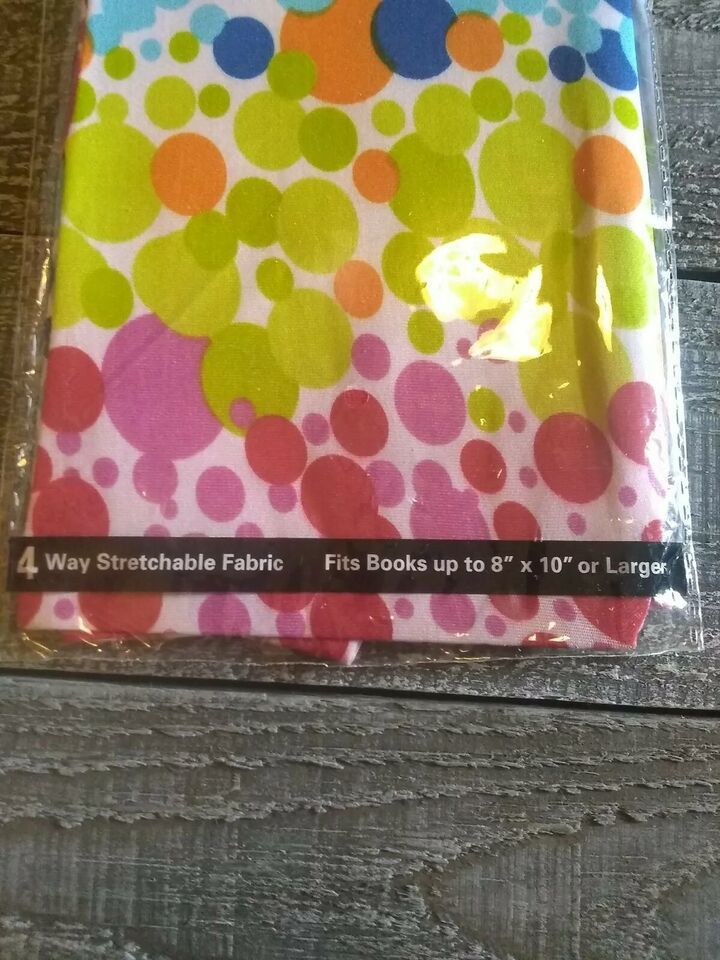 4 Way Stretchable Fabric Fits Books up to 8" x 10" or Larger